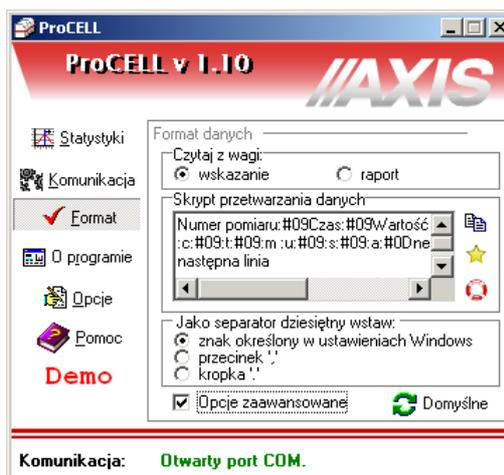 ProCELL
ProCELL v 1.10
//AXIS
Statystyki
Komunikacja
Format
O programie
Opcje
Pomoc
Demo
Format danych
Czytaj z wagi:
wskazanie
raport
Skrypt przetwarzania danych
Numer pomiaru:#09Czas:#09Wartość
:c:#09:t:#09:m :u:#09:s:#09:a:#0Dne
następna linia
Jako separator dziesiętny wstaw:
znak określony w ustawieniach Windows
przecinek ','
kropka '.'
Opcje zaawansowane
Domyślne
Komunikacja: Otwarty port COM.